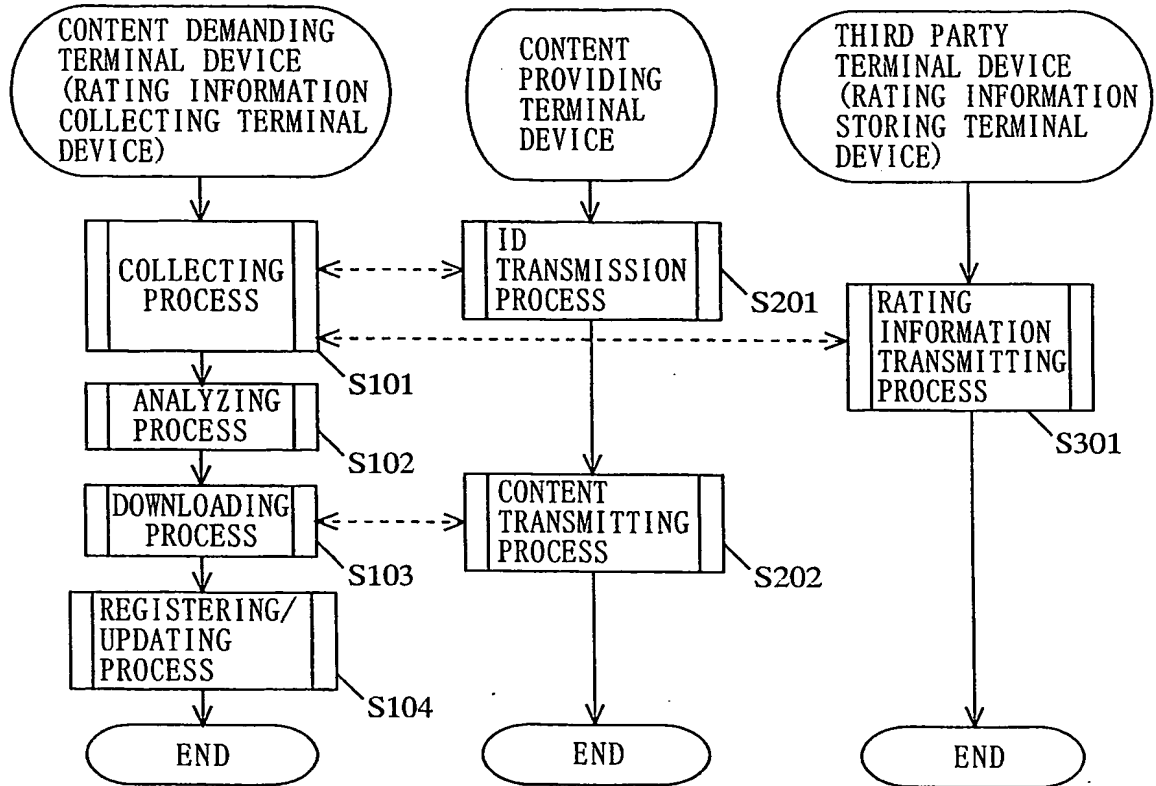 CONTENT DEMANDING
TERMINAL DEVICE
(RATING INFORMATION
COLLECTING TERMINAL
DEVICE)
COLLECTING
PROCESS
S101
ANALYZING
PROCESS
S102
DOWNLOADING
PROCESS
S103
REGISTERING/
UPDATING
PROCESS
S104
END
CONTENT
PROVIDING
TERMINAL
DEVICE
ID
TRANSMISSION
PROCESS
S201
CONTENT
TRANSMITTING
PROCESS
S202
END
THIRD PARTY
TERMINAL DEVICE
(RATING INFORMATION
STORING TERMINAL
DEVICE)
RATING
INFORMATION
TRANSMITTING
PROCESS
S301
END